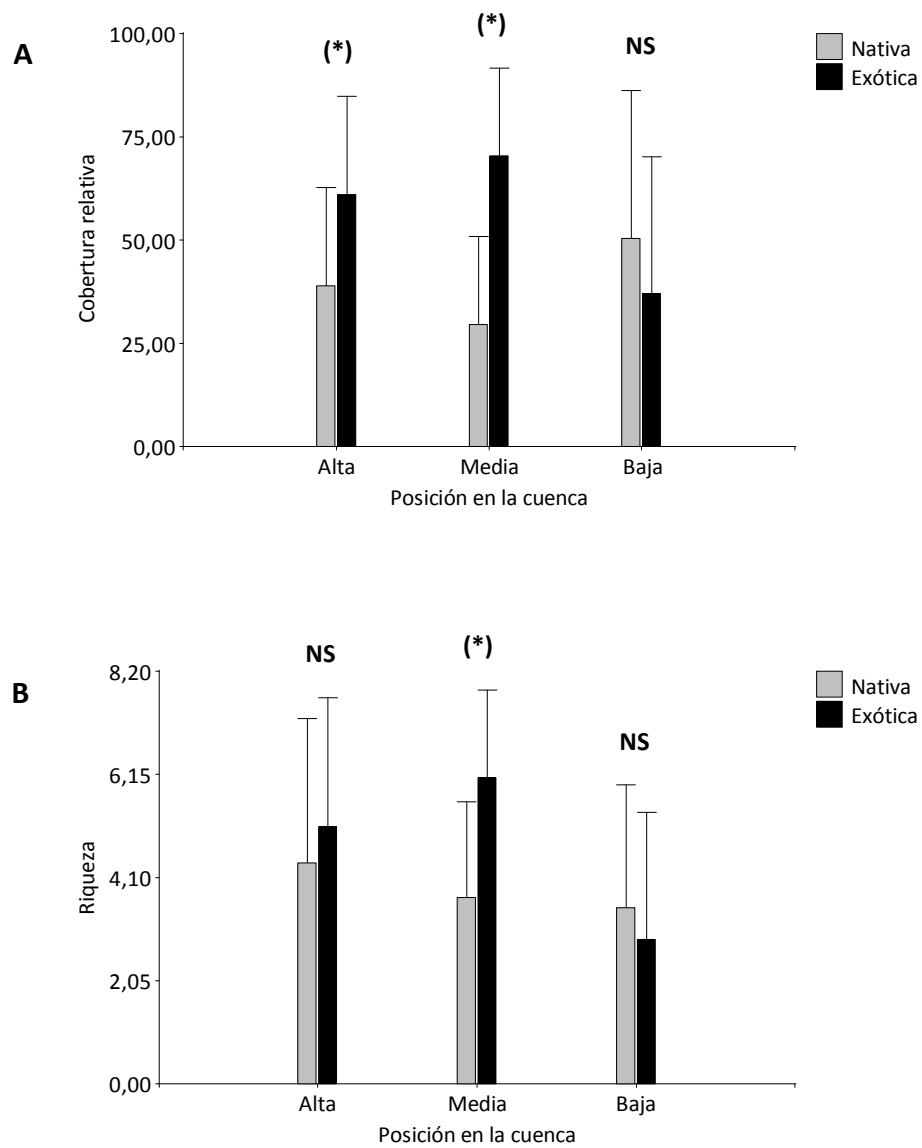 A
100,00
(*)
(*)
NS
Nativa
Exótica
75,00
50,00
25,00
0,00
Cobertura relativa
Alta
Media
Baja
Posición en la cuenca
B
8,20
NS
(*)
NS
Nativa
Exótica
6,15
4,10
2,05
0,00
Riqueza
Alta
Media
Baja
Posición en la cuenca